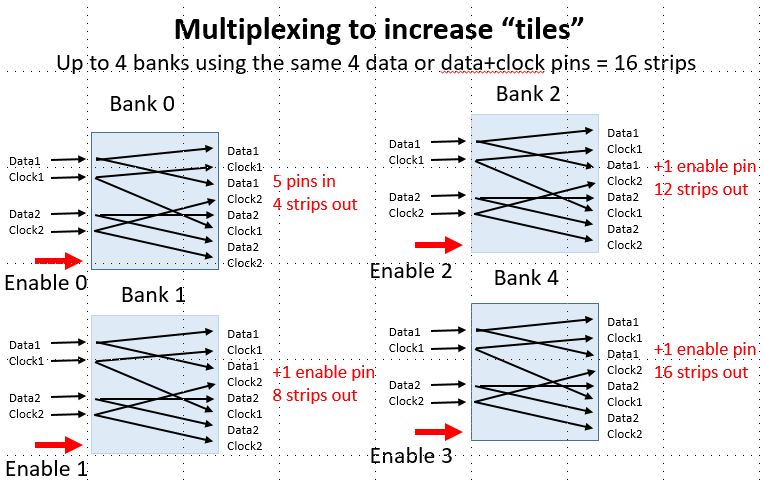 Multiplexing to increase “tiles”
Up to 4 banks using the same 4 data or data+clock pins = 16 strips
Bank 0
Data1
Clock1
Data2
Clock2
Enable 0
Data1
Clock1
Data1
Clock2
Data2
Clock1
Data2
Clock2
5 pins in
4 strips out
Bank 2
Data1
Clock1
Data2
Clock2
Enable 2
Data1
Clock1
Data1
Clock2
Data2
Clock1
Data2
Clock2
+1 enable pin
12 strips out
Bank 1
Data1
Clock1
Data2
Clock2
Enable 1
Data1
Clock1
Data1
Clock2
Data2
Clock1
Data2
Clock2
+1 enable pin
8 strips out
Bank 4
Data1
Clock1
Data2
Clock2
Enable 3
Data1
Clock1
Data1
Clock2
Data2
Clock1
Data2
Clock2
+1 enable pin
16 strips out